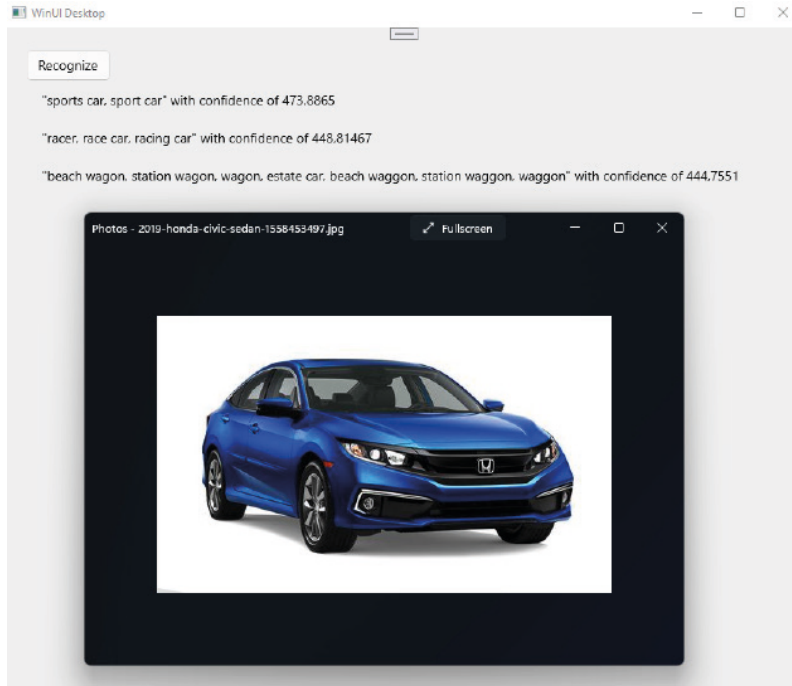 WinUI Desktop
Recognize
"sports car, sport car" with confidence of 473.8865
"racer, race car, racing car" with confidence of 448.81467
"beach wagon, station wagon, wagon, estate car, beach waggon, station waggon, waggon" with confidence of 444.7551
Photos - 2019-honda-civic-sedan-1558453497.jpg Fullscreen